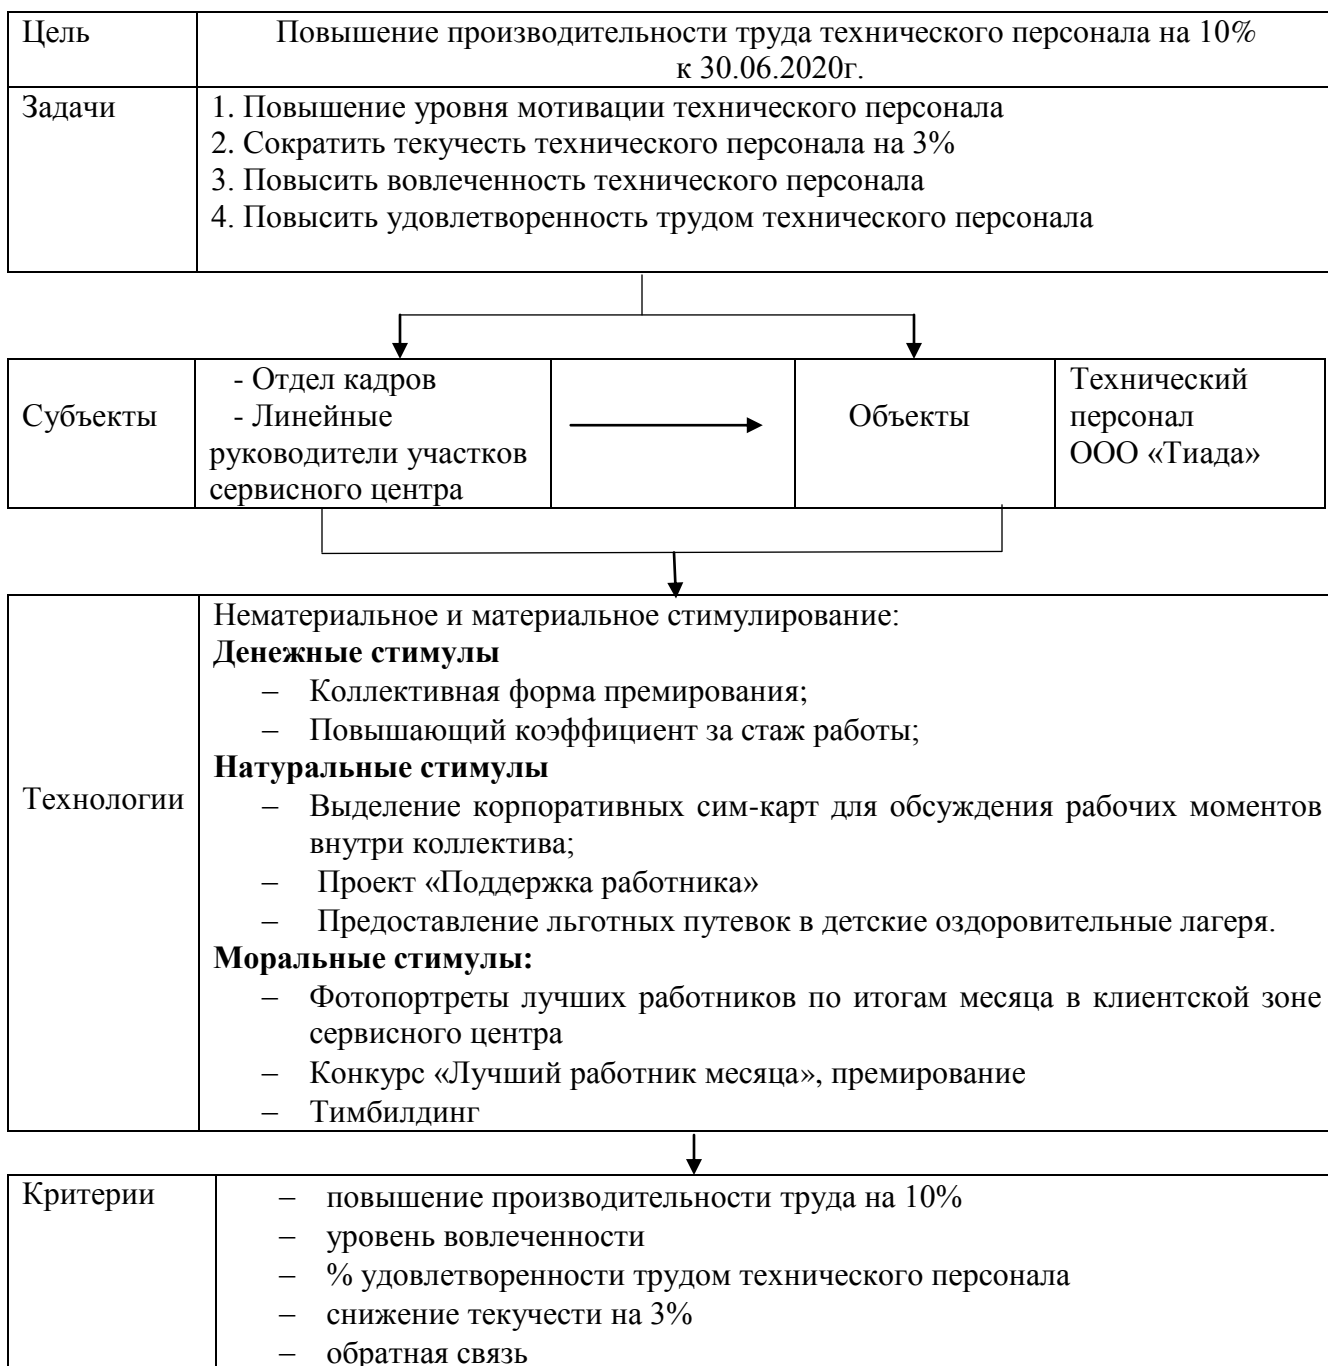 Цель
Повышение производительности труда технического персонала на 10%
к 30.06.2020г.
Задачи
1. Повышение уровня мотивации технического персонала
2. Сократить текучесть технического персонала на 3%
3. Повысить вовлеченность технического персонала
4. Повысить удовлетворенность трудом технического персонала
Субъекты
- Отдел кадров
- Линейные
руководители участков
сервисного центра
Объекты
Технический
персонал
ООО «Тиада»
Технологии
Нематериальное и материальное стимулирование:
Денежные стимулы
– Коллективная форма премирования;
– Повышающий коэффициент за стаж работы;
Натуральные стимулы
– Выделение корпоративных сим-карт для обсуждения рабочих моментов
внутри коллектива;
– Проект «Поддержка работника»
– Предоставление льготных путевок в детские оздоровительные лагеря.
Моральные стимулы:
– Фотопортреты лучших работников по итогам месяца в клиентской зоне
сервисного центра
– Конкурс «Лучший работник месяца», премирование
– Тимбилдинг
Критерии
– повышение производительности труда на 10%
– уровень вовлеченности
– % удовлетворенности трудом технического персонала
– снижение текучести на 3%
– обратная связь